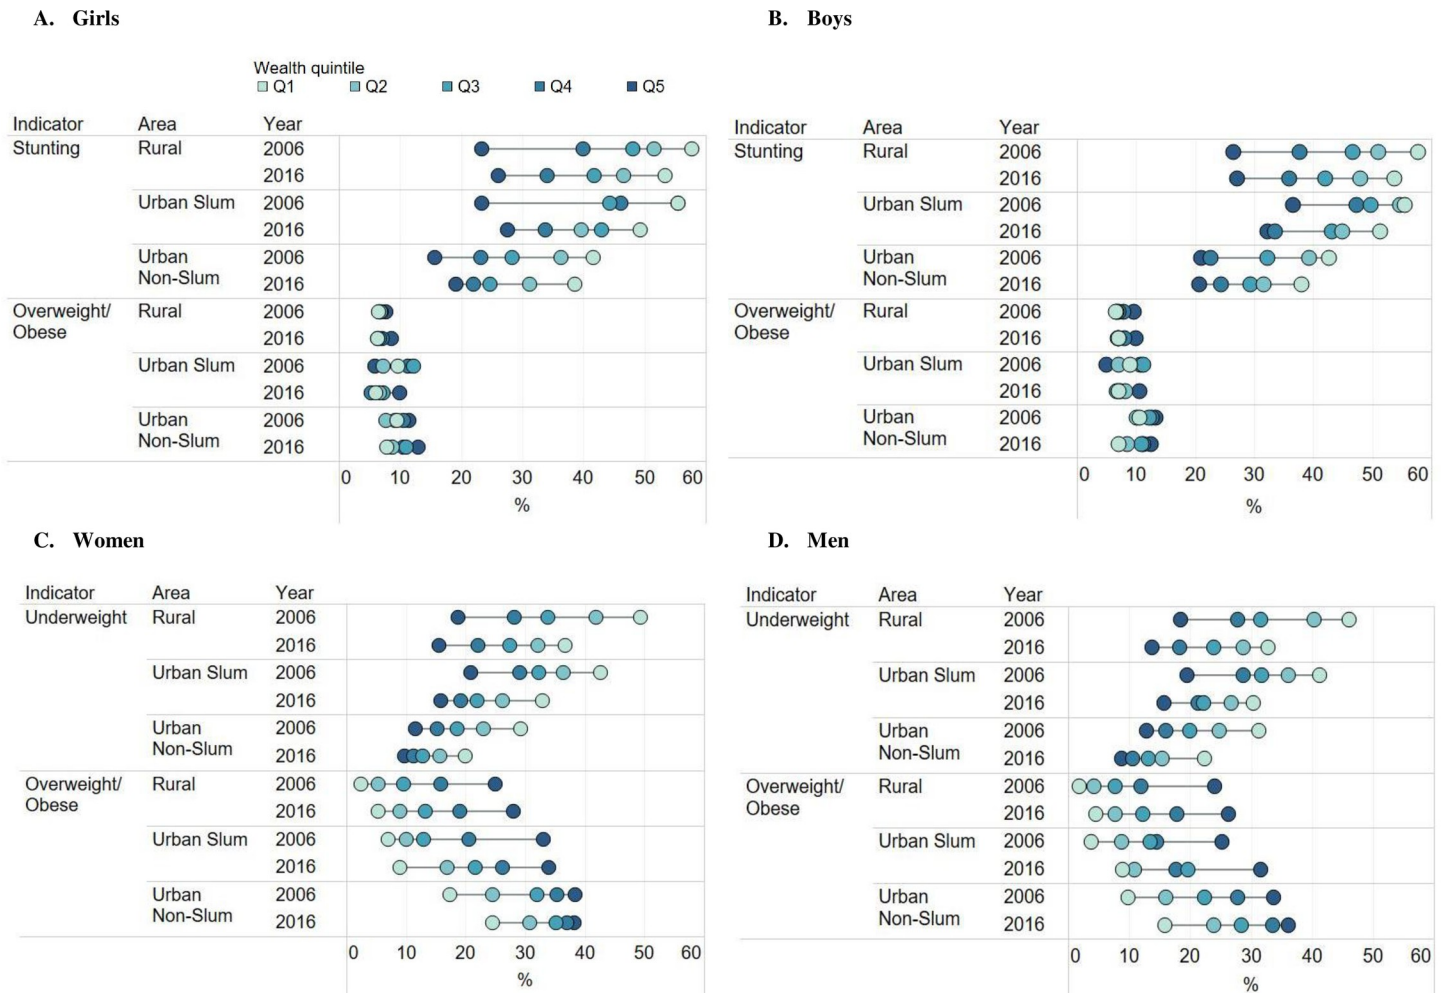 A. Girls
Wealth quintile
Q1 Q2 Q3 Q4 Q5
Indicator Area Year
Stunting Rural 2006
2016
Urban Slum 2006
2016
Urban 2006
Non-Slum 2016
Overweight/ Rural 2006
Obese 2016
Urban Slum 2006
2016
Urban 2006
Non-Slum 2016
0 10 20 30 40 50 60
%
B. Boys
Indicator Area Year
Stunting Rural 2006
2016
Urban Slum 2006
2016
Urban 2006
Non-Slum 2016
Overweight/ Rural 2006
Obese 2016
Urban Slum 2006
2016
Urban 2006
Non-Slum 2016
0 10 20 30 40 50 60
%
C. Women
Indicator Area Year
Underweight Rural 2006
2016
Urban Slum 2006
2016
Urban 2006
Non-Slum 2016
Overweight/ Rural 2006
Obese 2016
Urban Slum 2006
2016
Urban 2006
Non-Slum 2016
0 10 20 30 40 50 60
%
D. Men
Indicator Area Year
Underweight Rural 2006
2016
Urban Slum 2006
2016
Urban 2006
Non-Slum 2016
Overweight/ Rural 2006
Obese 2016
Urban Slum 2006
2016
Urban 2006
Non-Slum 2016
0 10 20 30 40 50 60
%